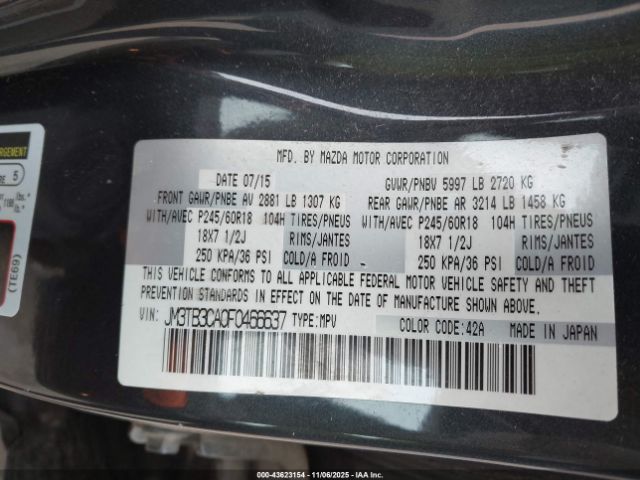 MFD. BY MAZDA MOTOR CORPORATION
DATE 07/15 GVWR/PNBV 5997 LB 2720 KG
FRONT GAWR/PNBE AV 2881 LB 1307 KG REAR GAWR/PNBE AR 3214 LB 1458 KG
WITH/AVEC P245/60R18 104H TIRES/PNEUS WITH/AVEC P245/60R18 104H TIRES/PNEUS
18X7 1/2J RIMS/JANTES 18X7 1/2J RIMS/JANTES
250 KPA/36 PSI COLD/A FROID 250 KPA/36 PSI COLD/A FROID
THIS VEHICLE CONFORMS TO ALL APPLICABLE FEDERAL MOTOR VEHICLE SAFETY AND THEFT
PREVENTION STANDARDS IN EFFECT ON THE DATE OF MANUFACTURE SHOWN ABOVE.
VIN: JM3TB3CA0F0466637 TYPE:MPV COLOR CODE:42A MADE IN JAPAN
5
(TE69)
000-43623154 | 11/06/2025 | IAA Inc.